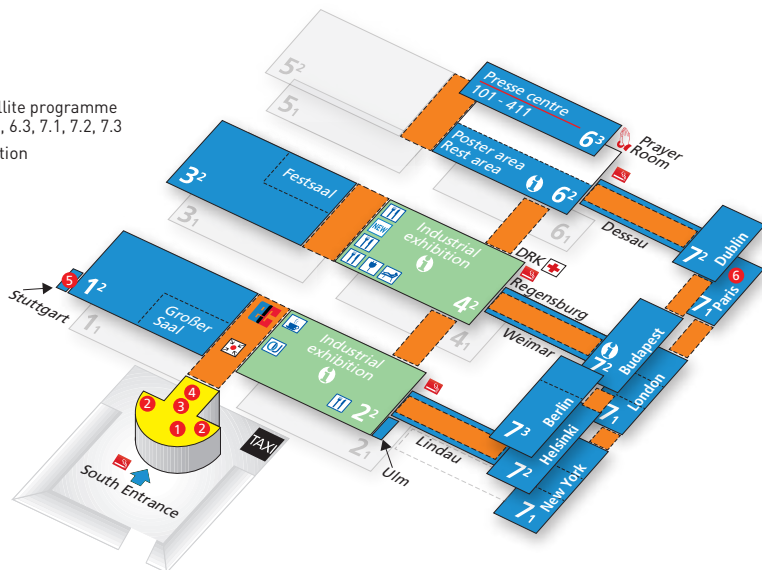 llite programme
, 6.3, 7.1, 7.2, 7.3
tion
5²
5₁
Presse centre
101 - 411
6³
Prayer
Room
Poster area
Rest area
i
6²
6₁
Dessau
7²
Dublin
6
7₁
Paris
3²
Festsaal
3₁
NEW
Industrial
exhibition
i
4²
4₁
DRK
Regensburg
Weimar
i
7²
Budapest
7₁
London
5
Stuttgart
1²
Großer
Saal
1₁
Industrial
exhibition
i
2²
2₁
Ulm
Lindau
7³
Berlin
7²
Helsinki
7₁
New York
4
2
3
1
2
TAXI
South Entrance